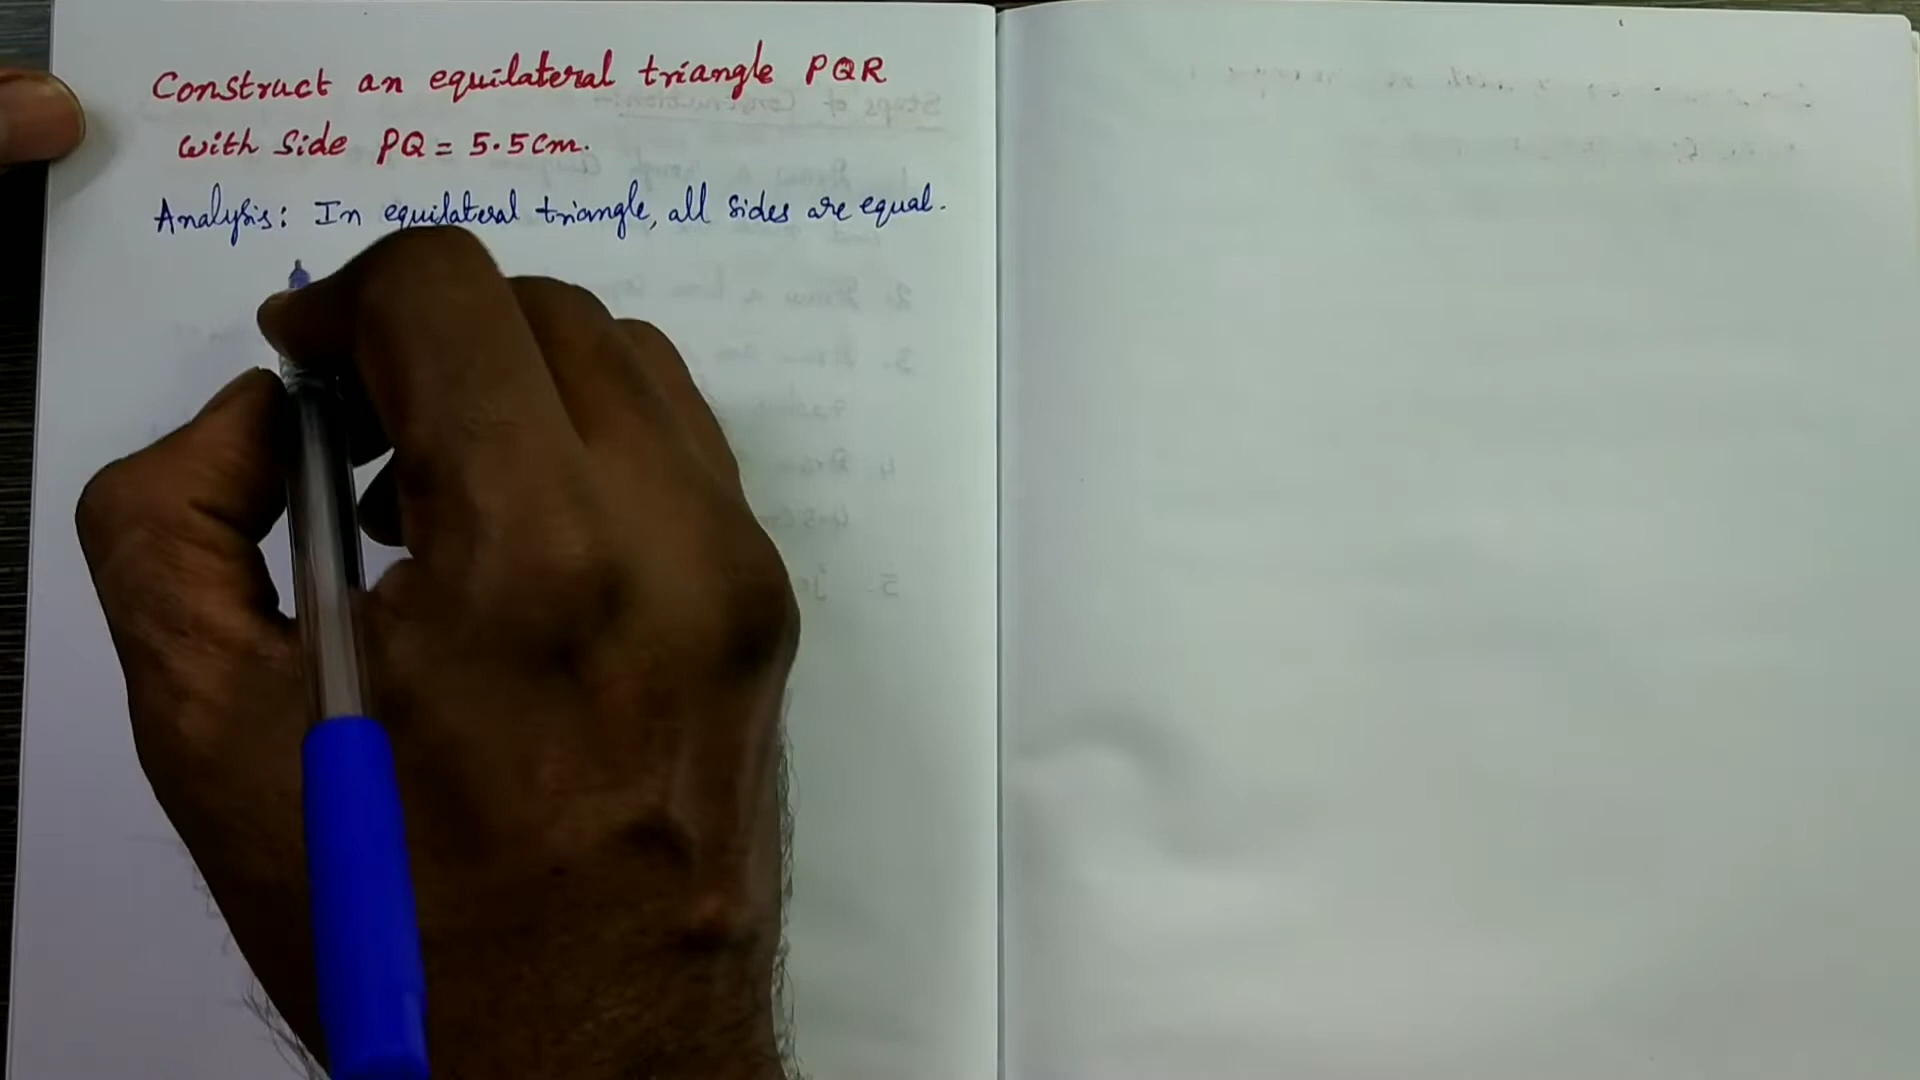 Construct an equilateral triangle PQR
with side PQ = 5.5cm.
Analysis: In equilateral triangle, all sides are equal.